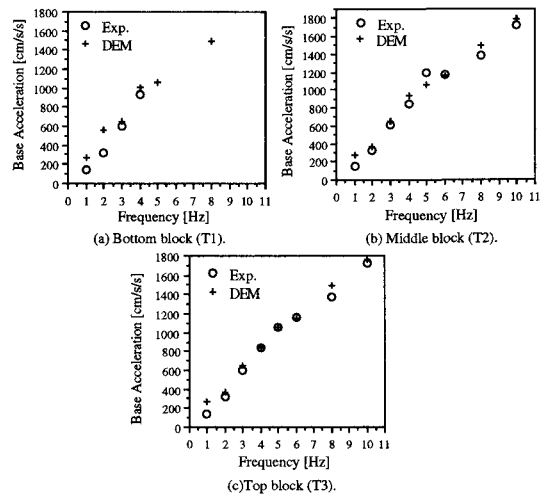 Base Acceleration [cm/s/s]
1800
1600
1400
1200
1000
800
600
400
200
0
Exp.
DEM
0 1 2 3 4 5 6 7 8 9 10 11
Frequency [Hz]
(a) Bottom block (T1).
Base Acceleration [cm/s/s]
1800
1600
1400
1200
1000
800
600
400
200
0
Exp.
DEM
0 1 2 3 4 5 6 7 8 9 10 11
Frequency [Hz]
(b) Middle block (T2).
Base Acceleration [cm/s/s]
1800
1600
1400
1200
1000
800
600
400
200
0
Exp.
DEM
0 1 2 3 4 5 6 7 8 9 10 11
Frequency [Hz]
(c)Top block (T3).